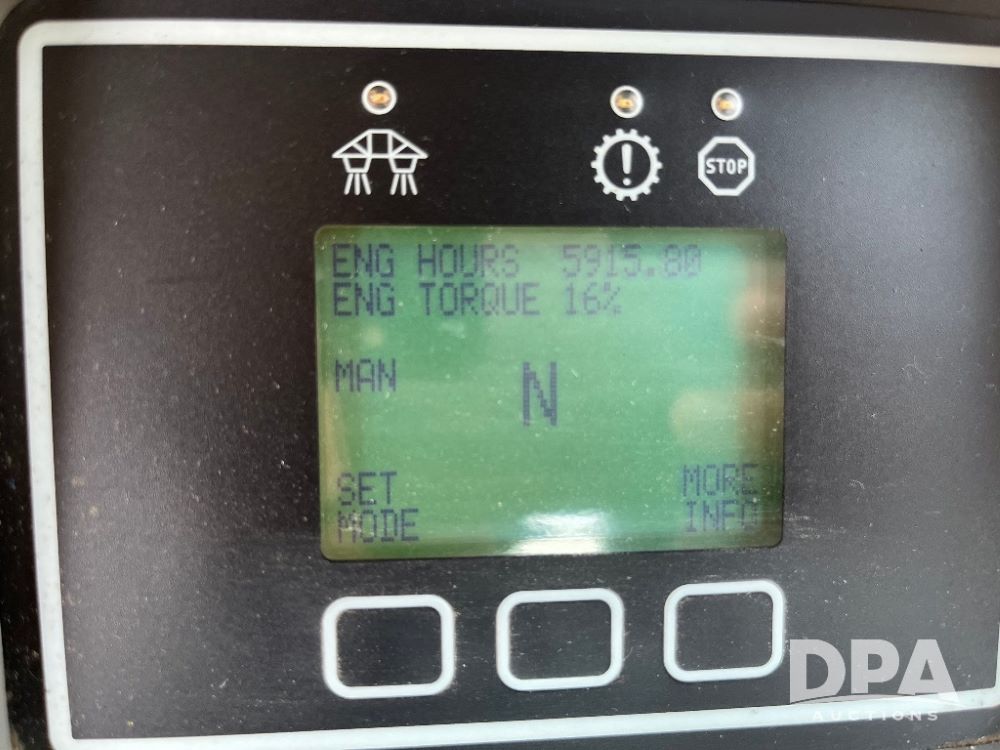 STOP
ENG HOURS 5915.80
ENG TORQUE 16%
MAN N
SET MORE
MODE INFO
DPA
AUCTIONS